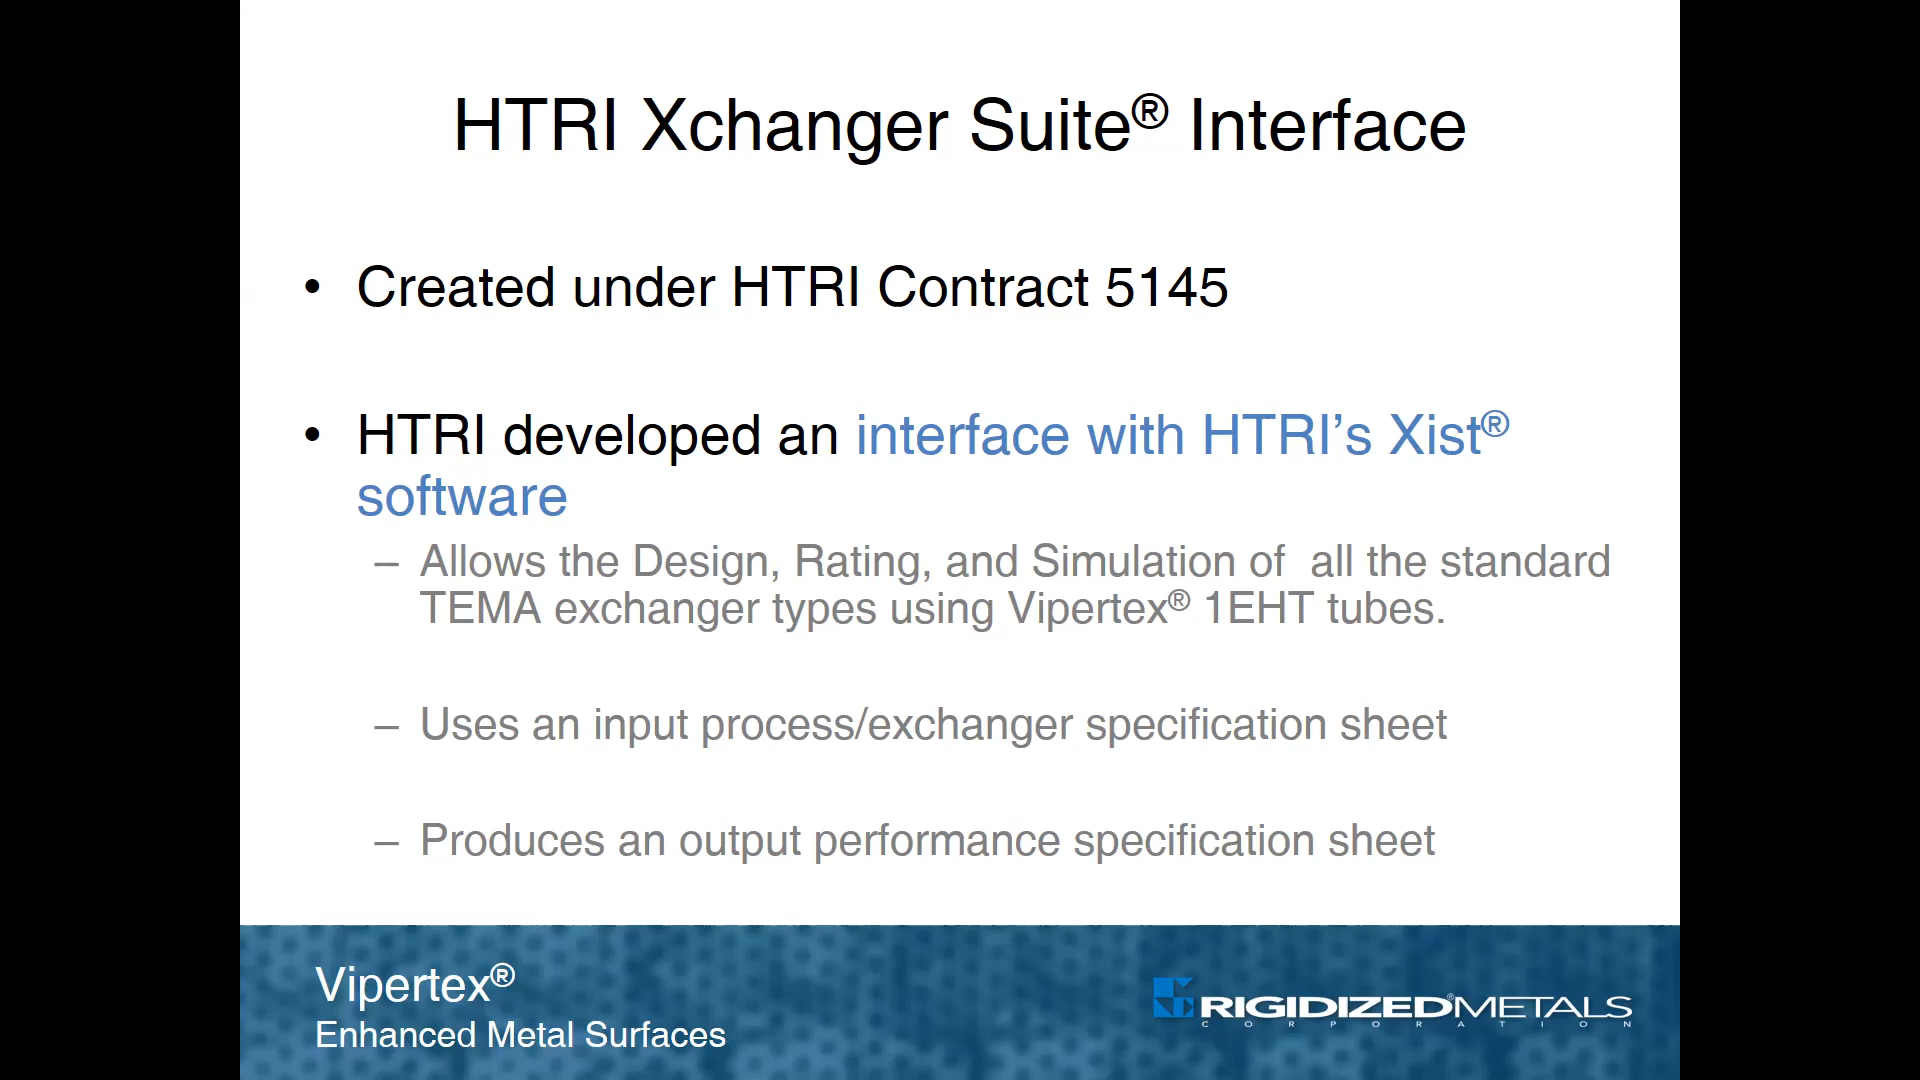 HTRI Xchanger Suite® Interface
• Created under HTRI Contract 5145
• HTRI developed an interface with HTRI’s Xist®
software
– Allows the Design, Rating, and Simulation of  all the standard
TEMA exchanger types using Vipertex® 1EHT tubes.
– Uses an input process/exchanger specification sheet
– Produces an output performance specification sheet
Vipertex®
Enhanced Metal Surfaces
RIGIDIZED®METALS
CORPORATION